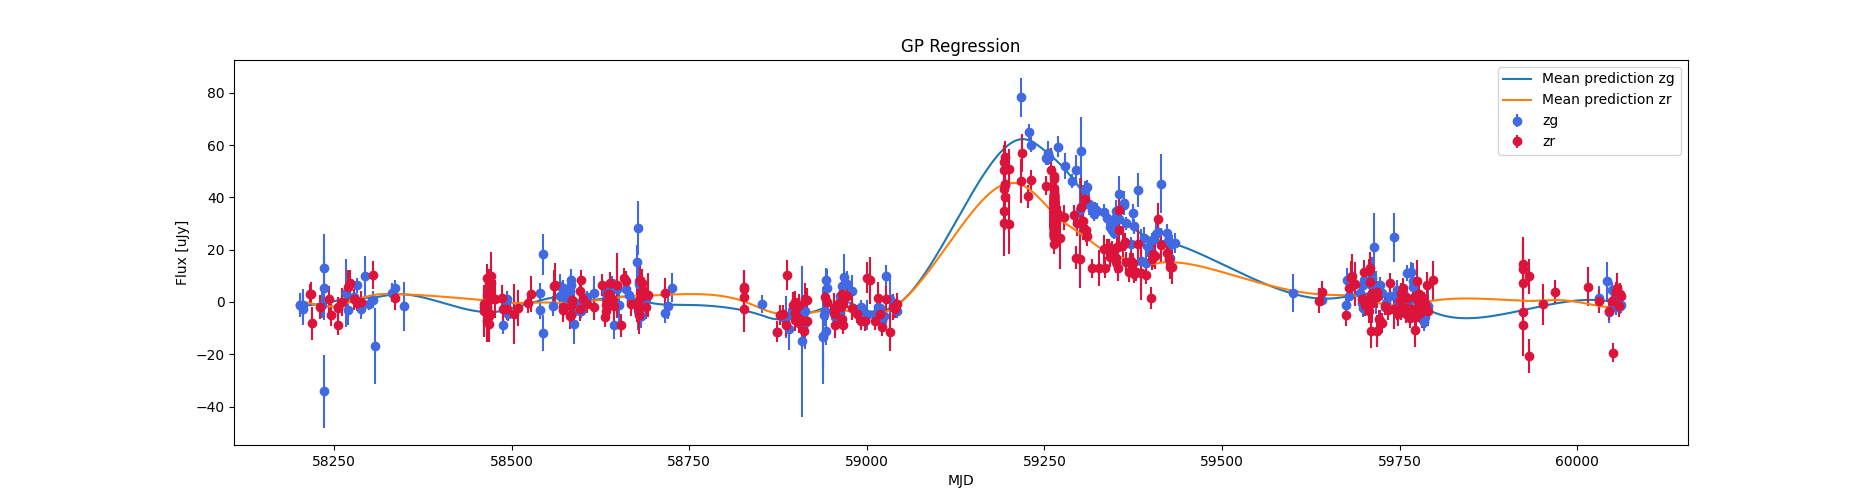 GP Regression
Mean prediction zg
Mean prediction zr
zg
zr
Flux [uJy]
80
60
40
20
0
−20
−40
58250 58500 58750 59000 59250 59500 59750 60000
MJD